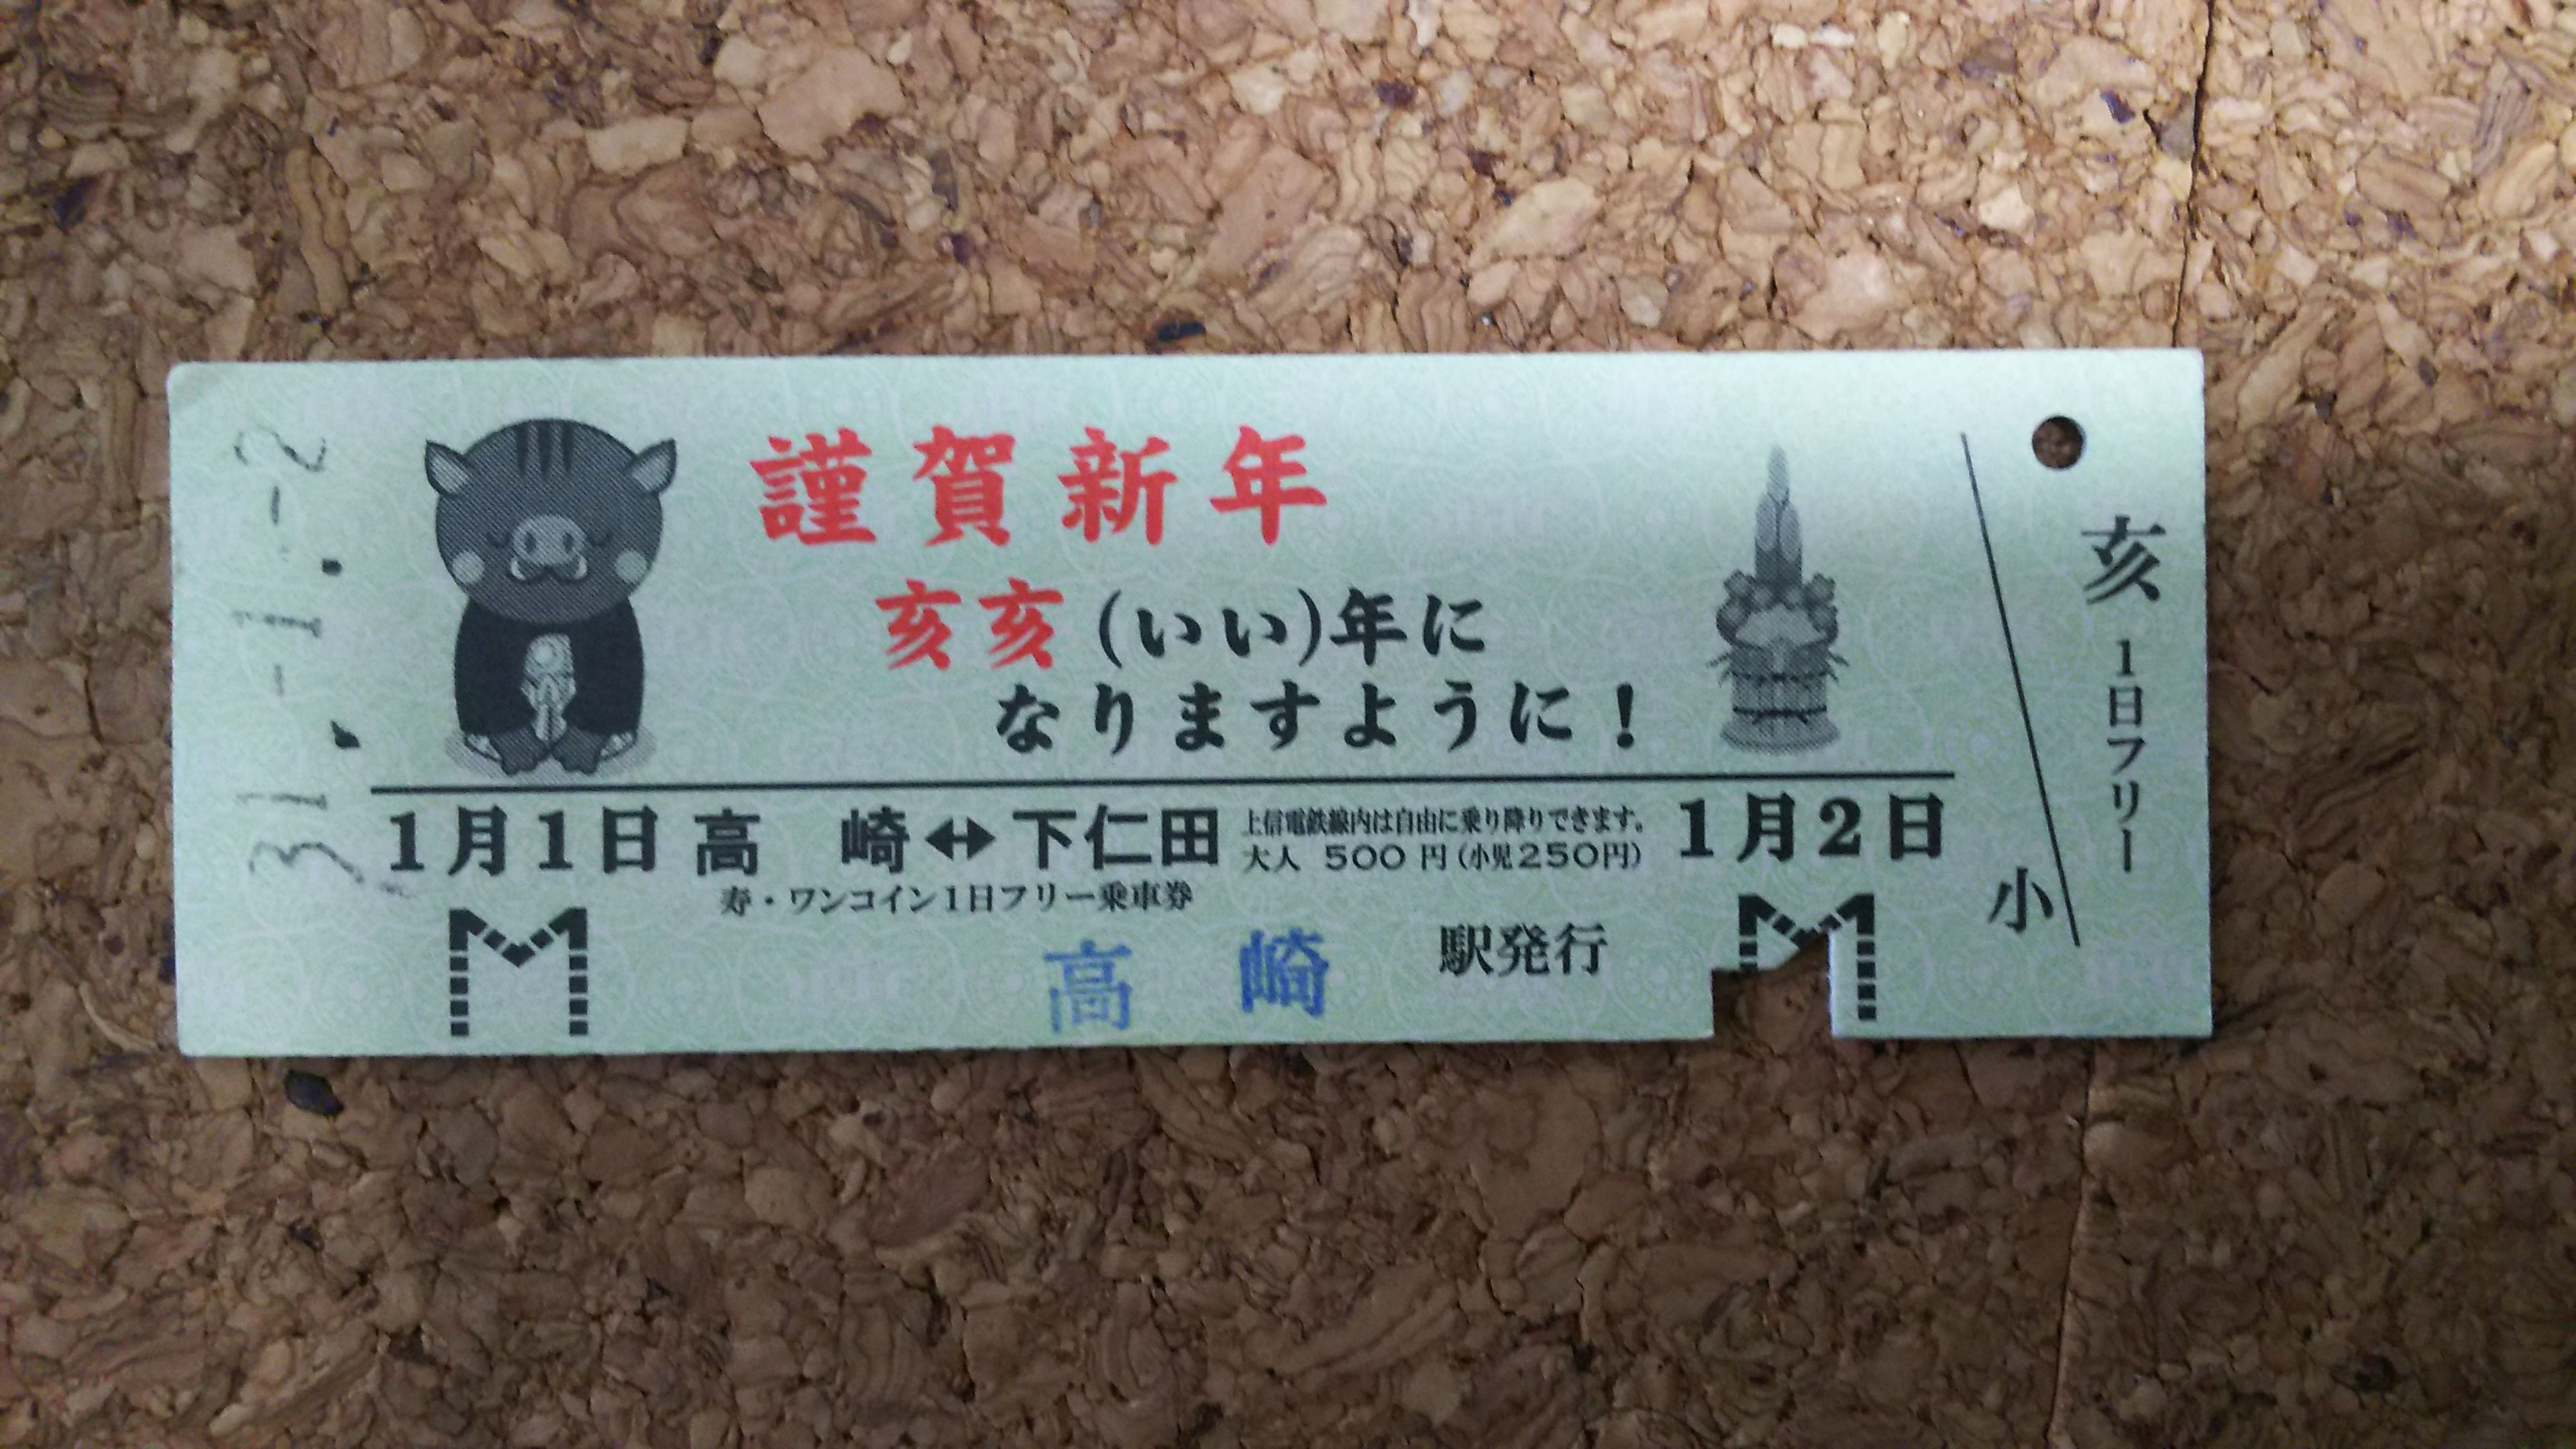 謹賀新年
亥亥(いい)年に
なりますように！
31.-1.-2
1月1日
高 崎↔下仁田
上信電鉄線内は自由に乗り降りできます。
大人 500 円(小児250円)
1月2日
寿・ワンコイン1日フリー乗車券
高 崎 駅発行
小
亥 1日フリー